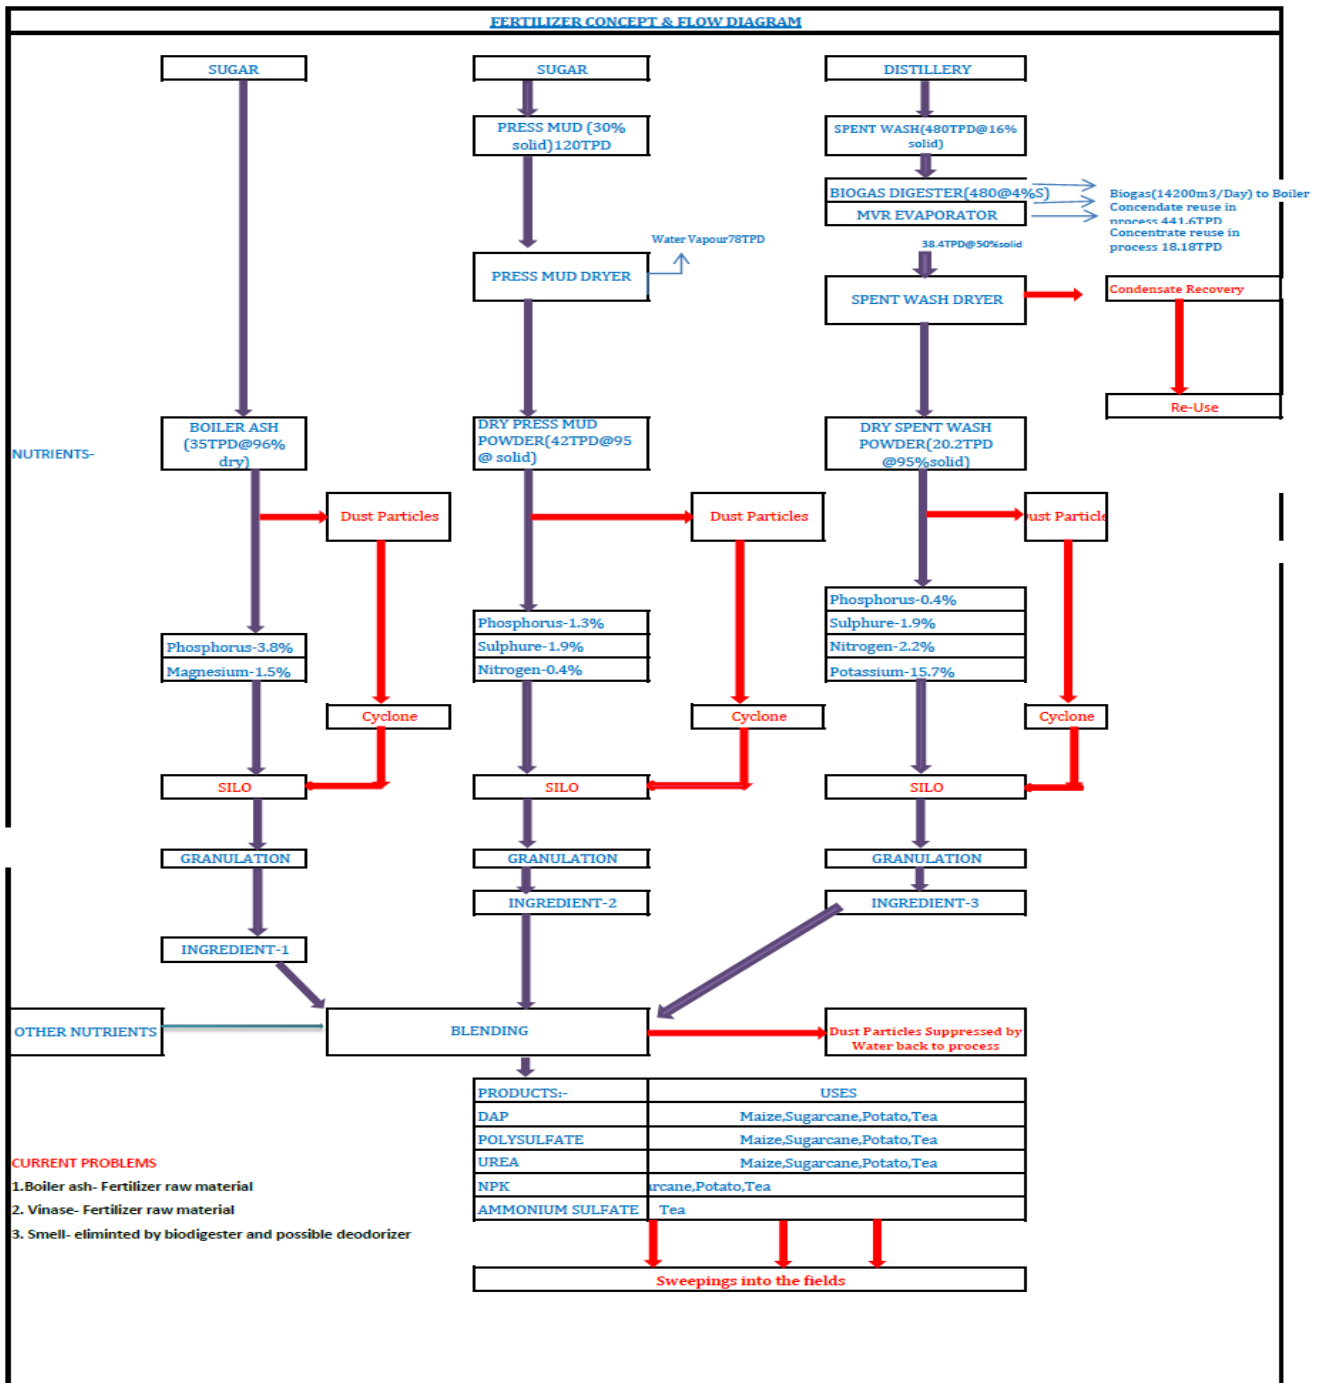 FERTILIZER CONCEPT & FLOW DIAGRAM
SUGAR
SUGAR
DISTILLERY
PRESS MUD (30%
solid)120TPD
SPENT WASH(480TPD@16%
solid)
BIOGAS DIGESTER(480@4%S)
MVR EVAPORATOR
Biogas(14200m3/Day) to Boiler
Concendate reuse in
process 441.6TPD
Concentrate reuse in
process 18.18TPD
Water Vapour78TPD
38.4TPD@50%solid
PRESS MUD DRYER
SPENT WASH DRYER
Condensate Recovery
Re-Use
NUTRIENTS-
BOILER ASH
(35TPD@96%
dry)
DRY PRESS MUD
POWDER(42TPD@95
@ solid)
DRY SPENT WASH
POWDER(20.2TPD
@95%solid)
Dust Particles
Dust Particles
ust Particle
Phosphorus-3.8%
Magnesium-1.5%
Phosphorus-1.3%
Sulphure-1.9%
Nitrogen-0.4%
Phosphorus-0.4%
Sulphure-1.9%
Nitrogen-2.2%
Potassium-15.7%
Cyclone
Cyclone
Cyclone
SILO
SILO
SILO
GRANULATION
GRANULATION
GRANULATION
INGREDIENT-1
INGREDIENT-2
INGREDIENT-3
OTHER NUTRIENTS
BLENDING
Dust Particles Suppressed by
Water back to process
PRODUCTS:- USES
DAP Maize,Sugarcane,Potato,Tea
POLYSULFATE Maize,Sugarcane,Potato,Tea
UREA Maize,Sugarcane,Potato,Tea
NPK arcane,Potato,Tea
AMMONIUM SULFATE Tea
Sweepings into the fields
CURRENT PROBLEMS
1.Boiler ash- Fertilizer raw material
2. Vinase- Fertilizer raw material
3. Smell- eliminted by biodigester and possible deodorizer